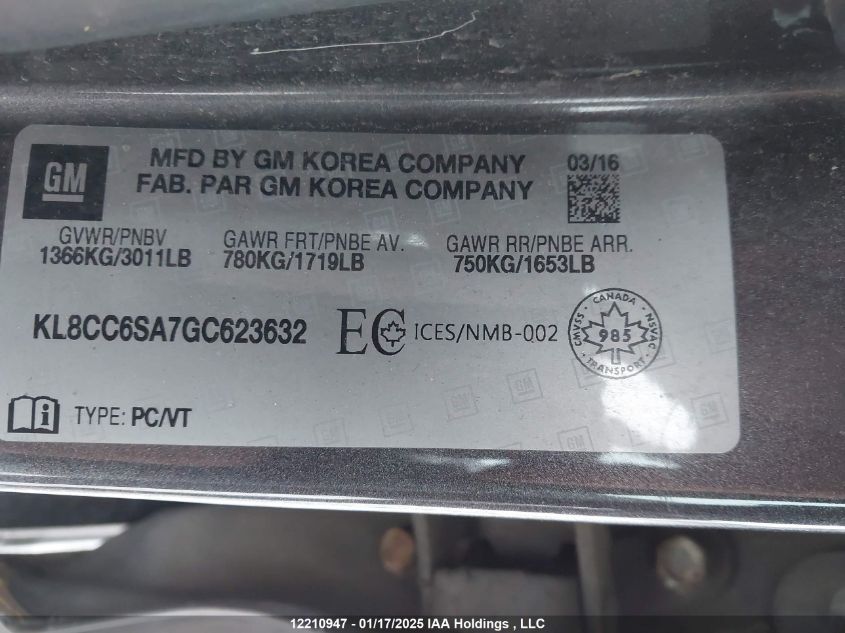 GM
MFD BY GM KOREA COMPANY
FAB. PAR GM KOREA COMPANY
03/16
GVWR/PNBV
1366KG/3011LB
GAWR FRT/PNBE AV.
780KG/1719LB
GAWR RR/PNBE ARR.
750KG/1653LB
KL8CC6SA7GC623632
EC ICES/NMB-002
CANADA
CMVSS
NSVAC
985
TRANSPORT
i TYPE: PC/VT
12210947 - 01/17/2025 IAA Holdings , LLC